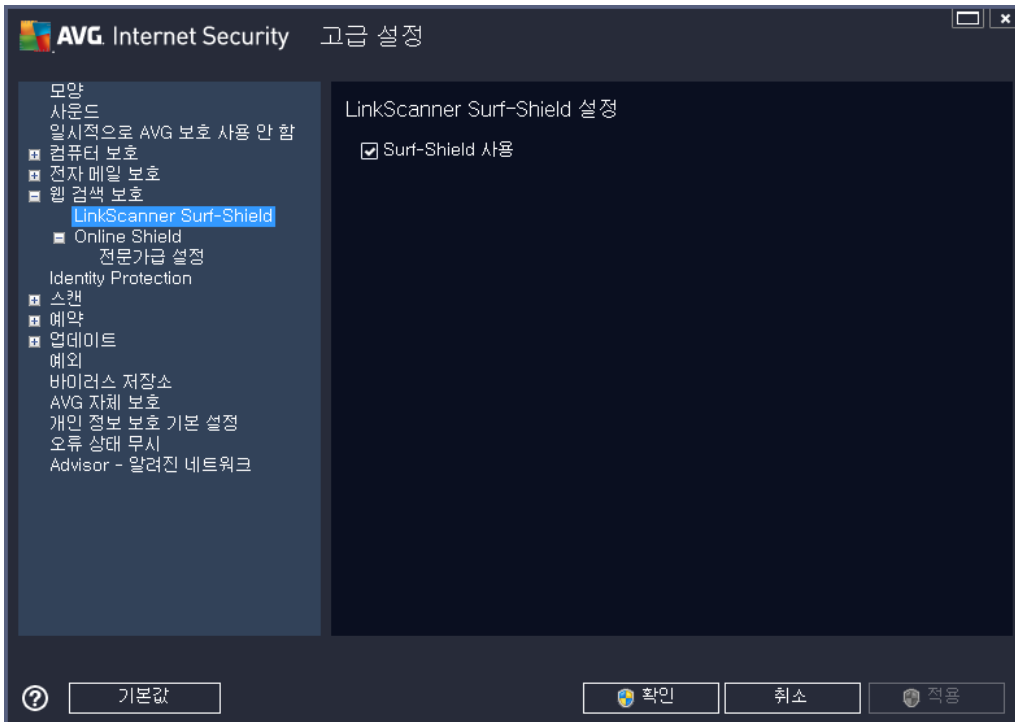 AVG. Internet Security 고급 설정
모양
사운드
일시적으로 AVG 보호 사용 안 함
컴퓨터 보호
전자 메일 보호
웹 검색 보호
LinkScanner Surf-Shield
Online Shield
전문가급 설정
Identity Protection
스캔
예약
업데이트
예외
바이러스 저장소
AVG 자체 보호
개인 정보 보호 기본 설정
오류 상태 무시
Advisor - 알려진 네트워크
LinkScanner Surf-Shield 설정
Surf-Shield 사용
기본값
확인
취소
적용